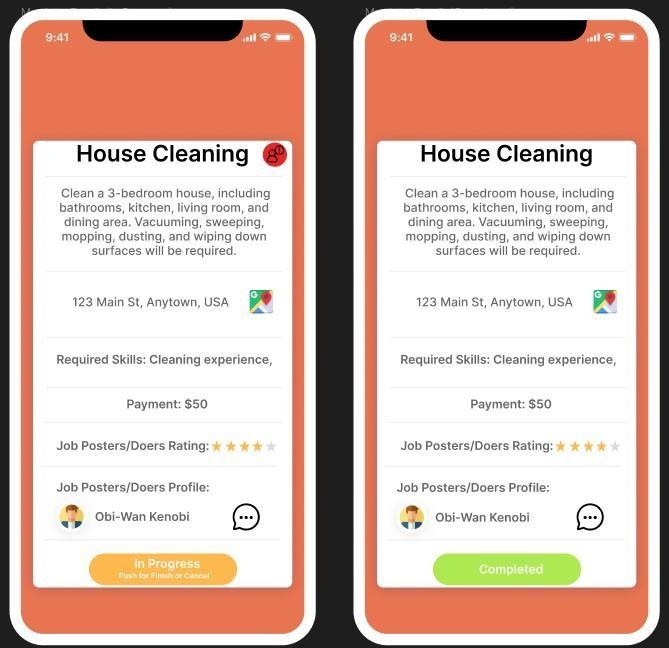 9:41
House Cleaning
Clean a 3-bedroom house, including
bathrooms, kitchen, living room, and
dining area. Vacuuming, sweeping,
mopping, dusting, and wiping down
surfaces will be required.
123 Main St, Anytown, USA
G
Required Skills: Cleaning experience,
Payment: $50
Job Posters/Doers Rating:
Job Posters/Doers Profile:
Obi-Wan Kenobi
In Progress
Push for Finish or Cancel
9:41
House Cleaning
Clean a 3-bedroom house, including
bathrooms, kitchen, living room, and
dining area. Vacuuming, sweeping,
mopping, dusting, and wiping down
surfaces will be required.
123 Main St, Anytown, USA
G
Required Skills: Cleaning experience,
Payment: $50
Job Posters/Doers Rating:
Job Posters/Doers Profile:
Obi-Wan Kenobi
Completed